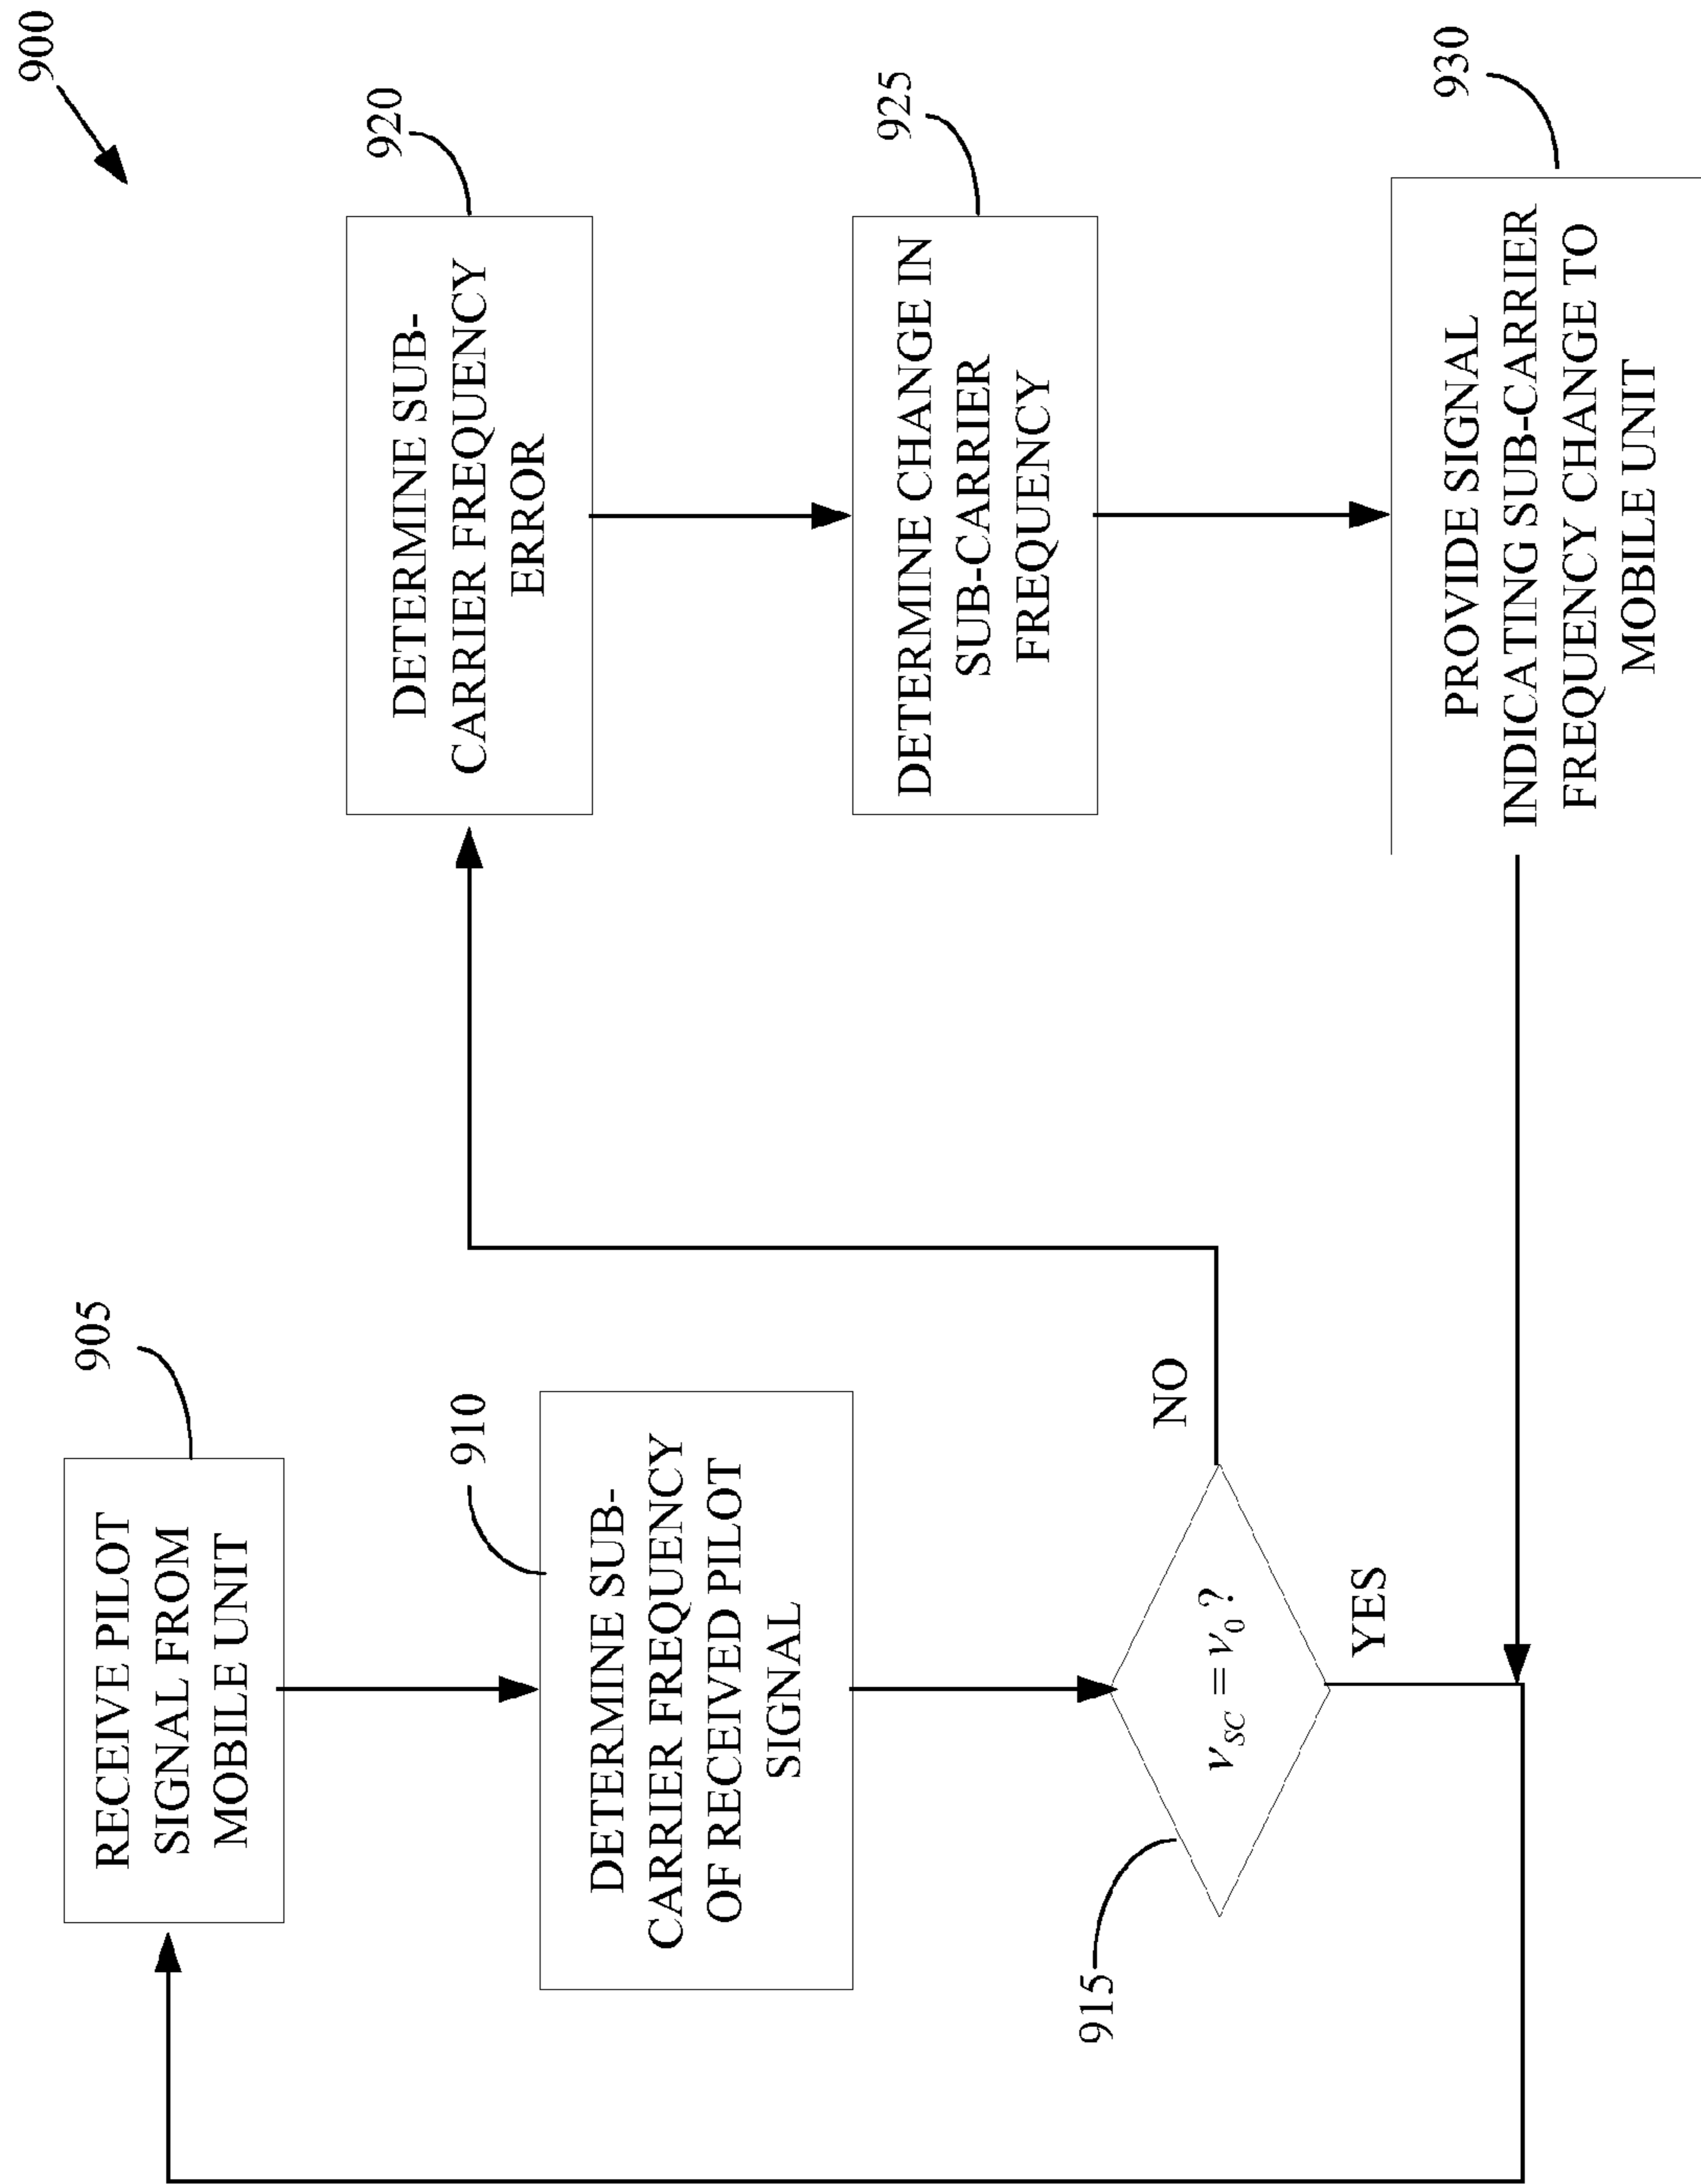 900
905
RECEIVE PILOT
SIGNAL FROM
MOBILE UNIT
910
DETERMINE SUB-
CARRIER FREQUENCY
OF RECEIVED PILOT
SIGNAL
915
νsc = ν0 ?
NO
YES
920
DETERMINE SUB-
CARRIER FREQUENCY
ERROR
925
DETERMINE CHANGE IN
SUB-CARRIER
FREQUENCY
930
PROVIDE SIGNAL
INDICATING SUB-CARRIER
FREQUENCY CHANGE TO
MOBILE UNIT